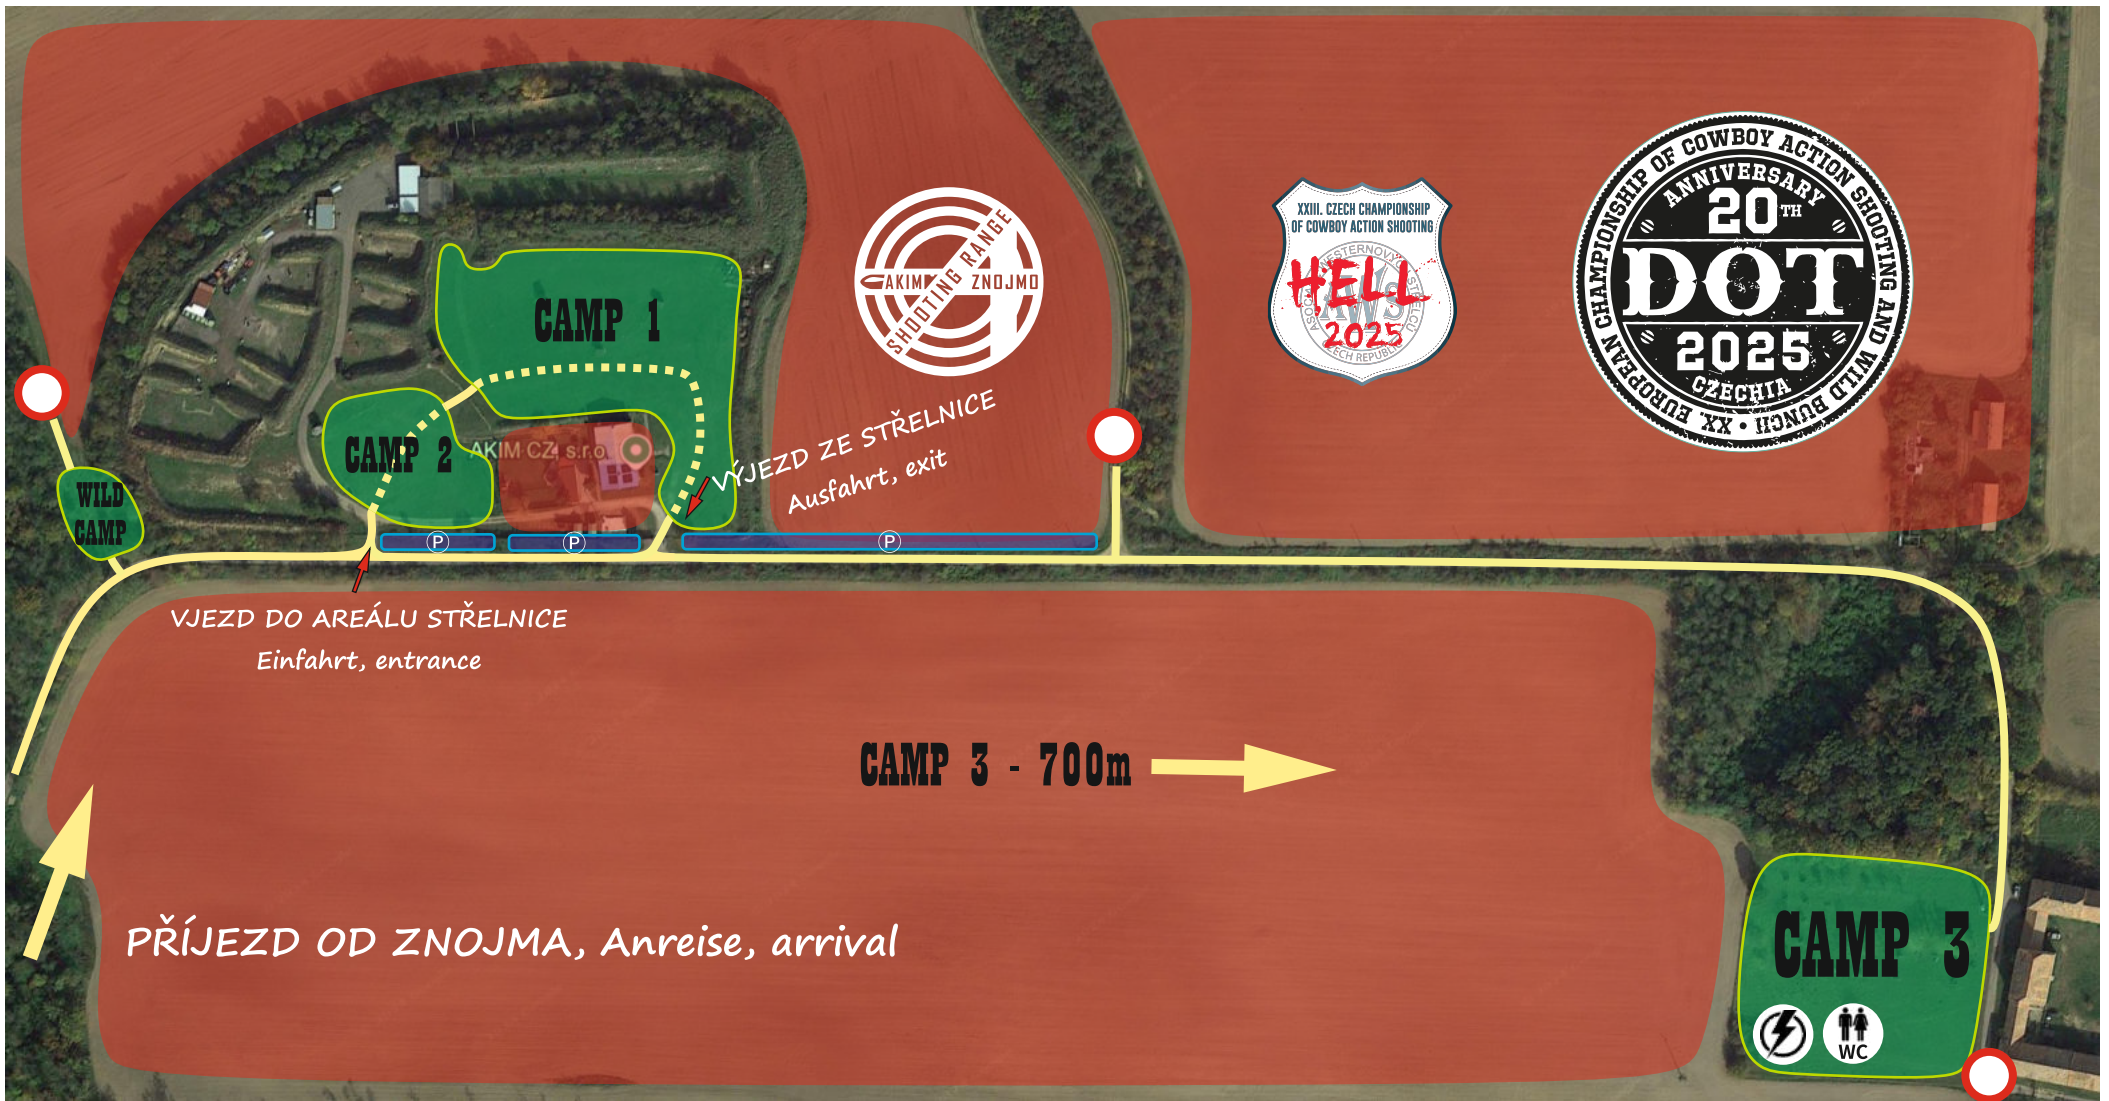 XXIII. CZECH CHAMPIONSHIP
OF COWBOY ACTION SHOOTING
HELL
2025
AWS
CZECH REPUBLIC
XX. EUROPEAN CHAMPIONSHIP OF COWBOY ACTION SHOOTING AND WILD BUNCH •
ANNIVERSARY
20TH
DOT
2025
CZECHIA
AKIM ZNOJMO
SHOOTING RANGE
CAMP 1
CAMP 2
AKIM CZ, s.r.o.
VÝJEZD ZE STŘELNICE
Ausfahrt, exit
WILD
CAMP
P
P
P
VJEZD DO AREÁLU STŘELNICE
Einfahrt, entrance
CAMP 3 - 700m
PŘÍJEZD OD ZNOJMA, Anreise, arrival
CAMP 3
WC